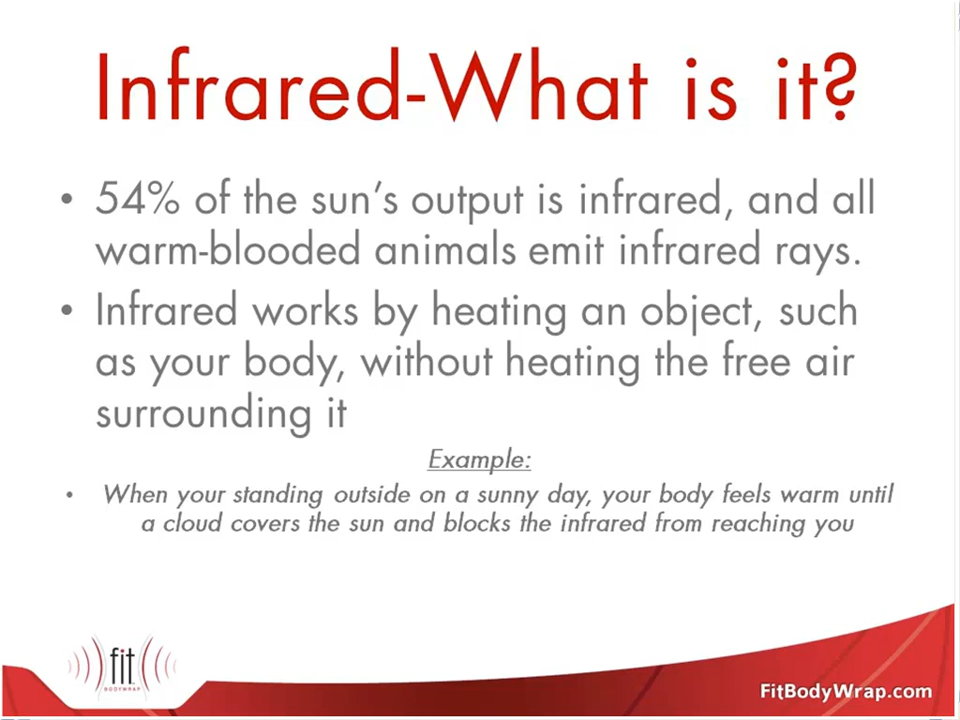 Infrared-What is it?
• 54% of the sun's output is infrared, and all
warm-blooded animals emit infrared rays.
• Infrared works by heating an object, such
as your body, without heating the free air
surrounding it
Example:
• When your standing outside on a sunny day, your body feels warm until
a cloud covers the sun and blocks the infrared from reaching you
fit
BODYWRAP
FitBodyWrap.com